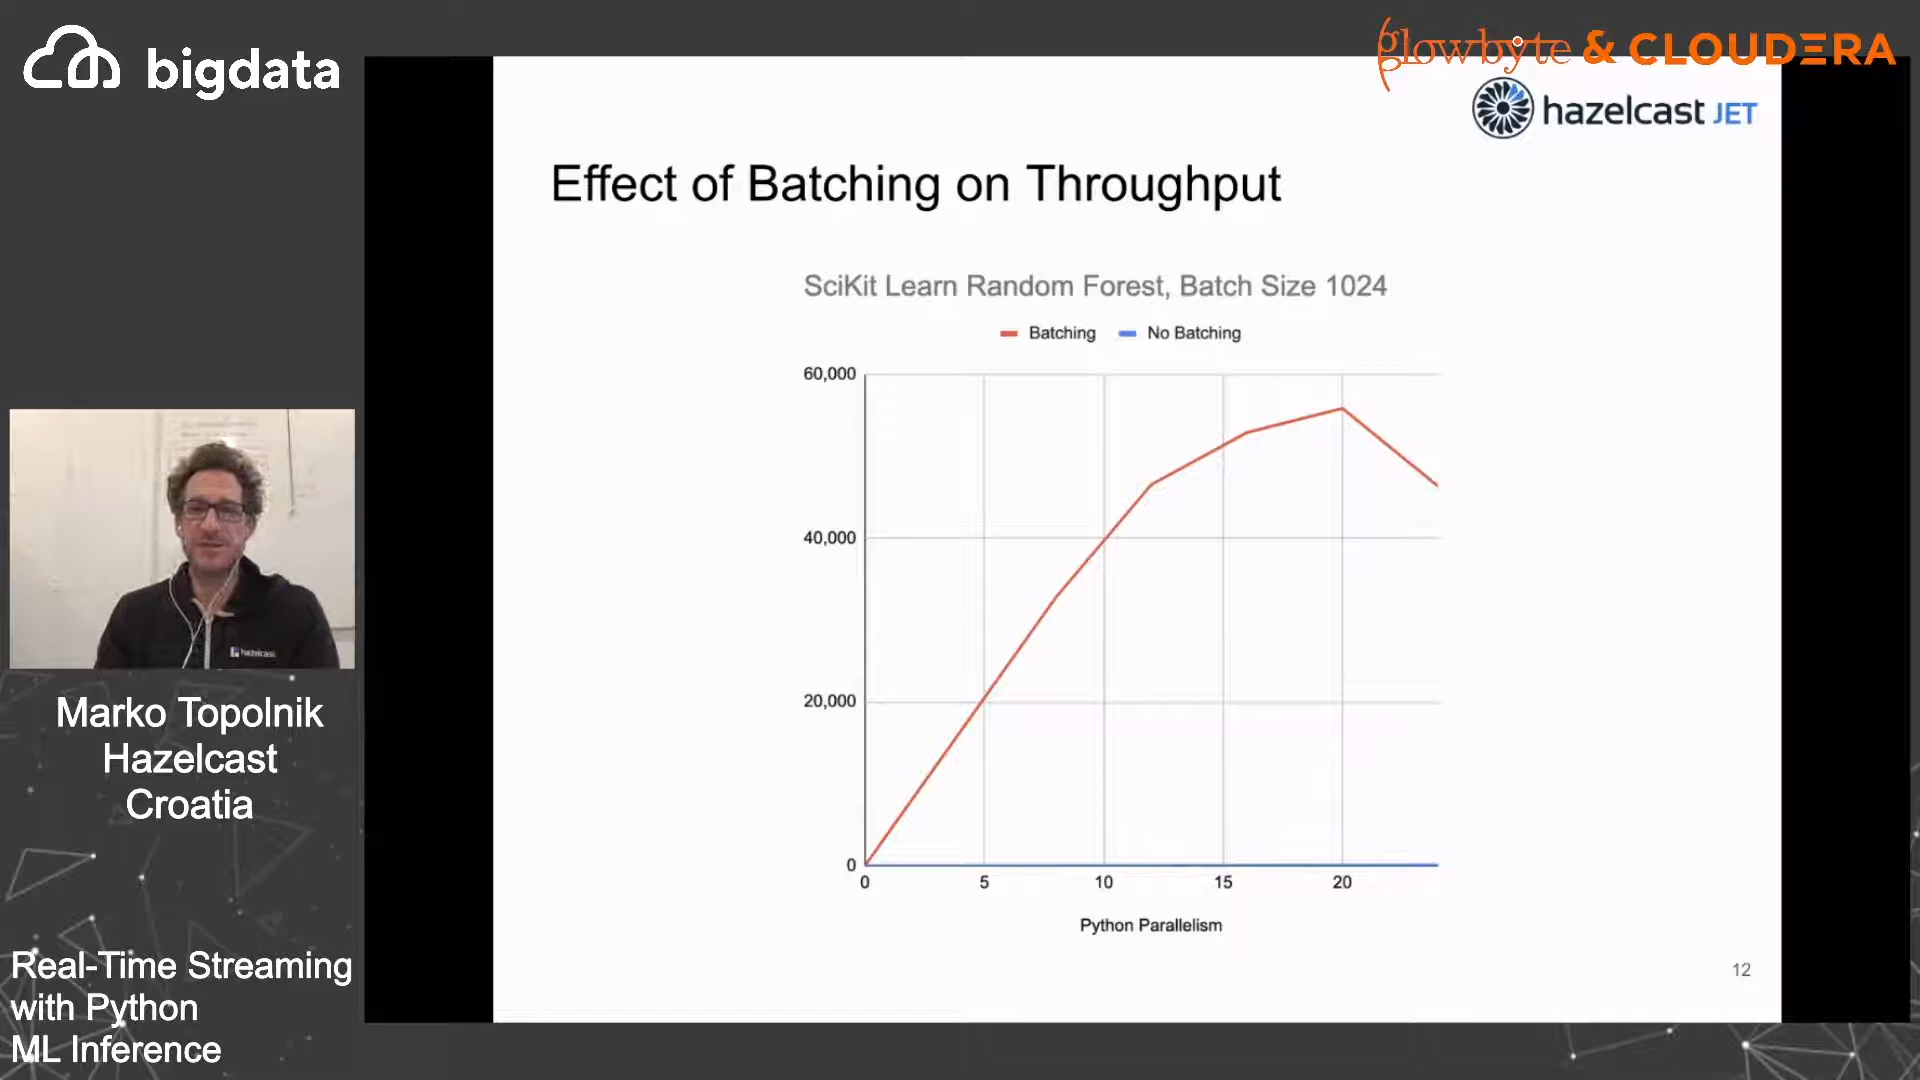 bigdata
glowbyte & CLOUDERA
hazelcast JET
Effect of Batching on Throughput
SciKit Learn Random Forest, Batch Size 1024
Batching
No Batching
60,000
40,000
20,000
0
0
5
10
15
20
Python Parallelism
12
hazelcast
Marko Topolnik
Hazelcast
Croatia
Real-Time Streaming
with Python
ML Inference